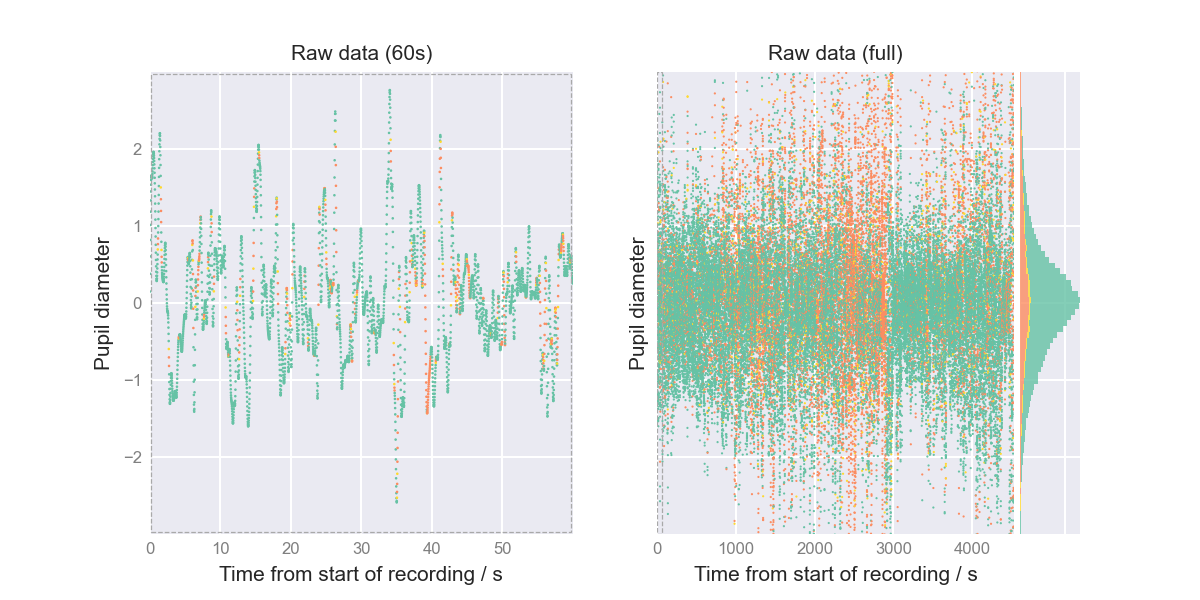 Raw data (60s)
Pupil diameter
2
1
0
−1
−2
0 10 20 30 40 50
Time from start of recording / s
Raw data (full)
Pupil diameter
0 1000 2000 3000 4000
Time from start of recording / s